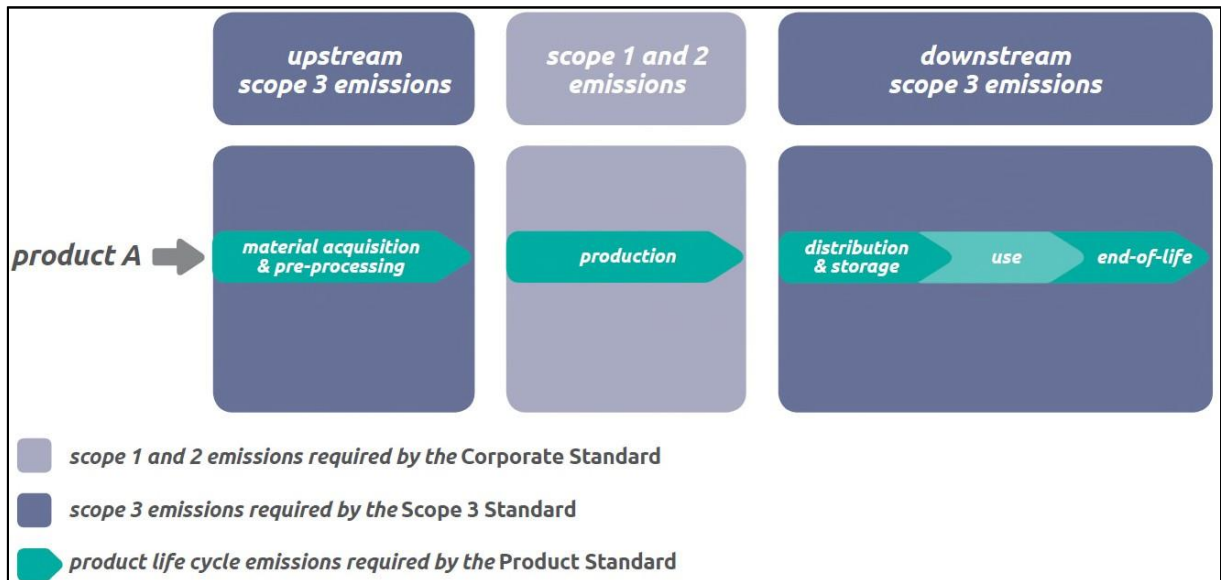 upstream
scope 3 emissions
scope 1 and 2
emissions
downstream
scope 3 emissions
product A
material acquisition
& pre-processing
production
distribution
& storage
use
end-of-life
scope 1 and 2 emissions required by the Corporate Standard
scope 3 emissions required by the Scope 3 Standard
product life cycle emissions required by the Product Standard